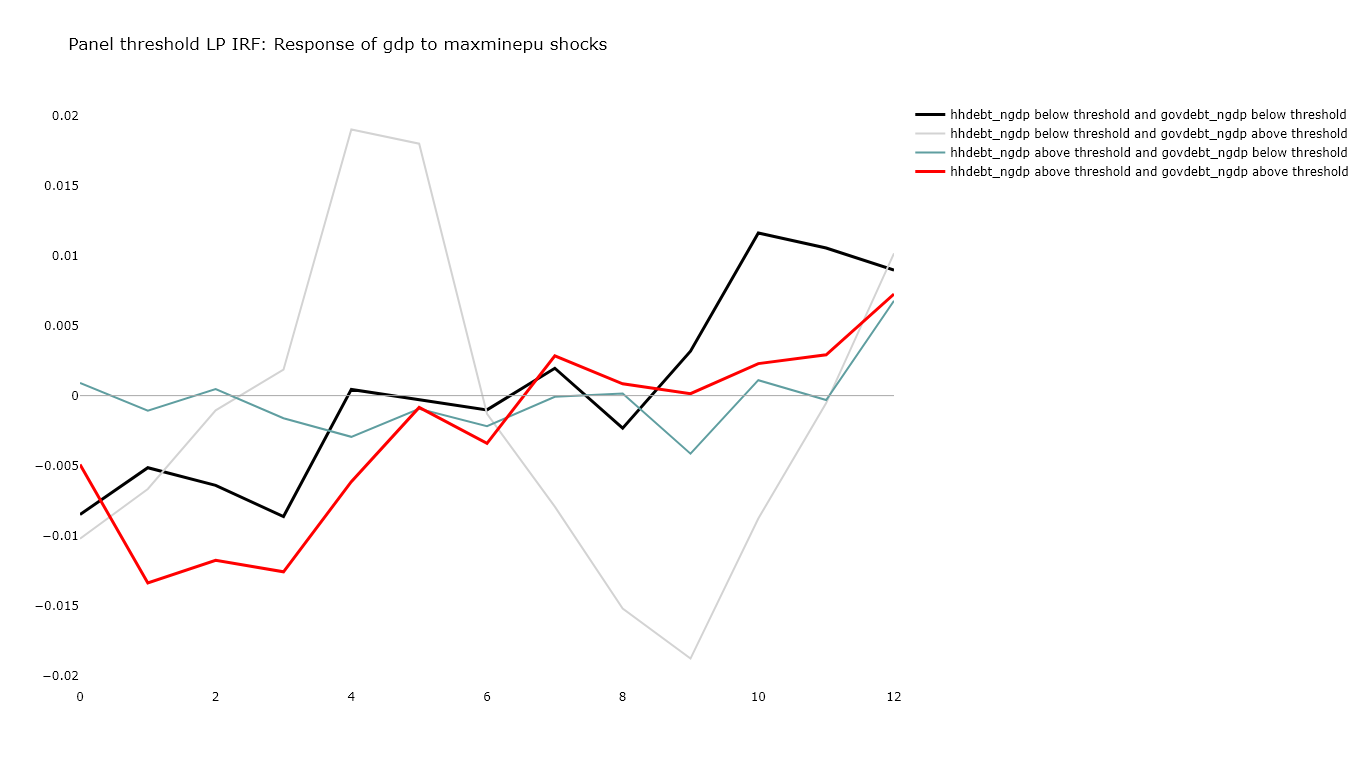 Panel threshold LP IRF: Response of gdp to maxminepu shocks
hhdebt_ngdp below threshold and govdebt_ngdp below threshold
hhdebt_ngdp below threshold and govdebt_ngdp above threshold
hhdebt_ngdp above threshold and govdebt_ngdp below threshold
hhdebt_ngdp above threshold and govdebt_ngdp above threshold
0.02
0.015
0.01
0.005
0
−0.005
−0.01
−0.015
−0.02
0 2 4 6 8 10 12